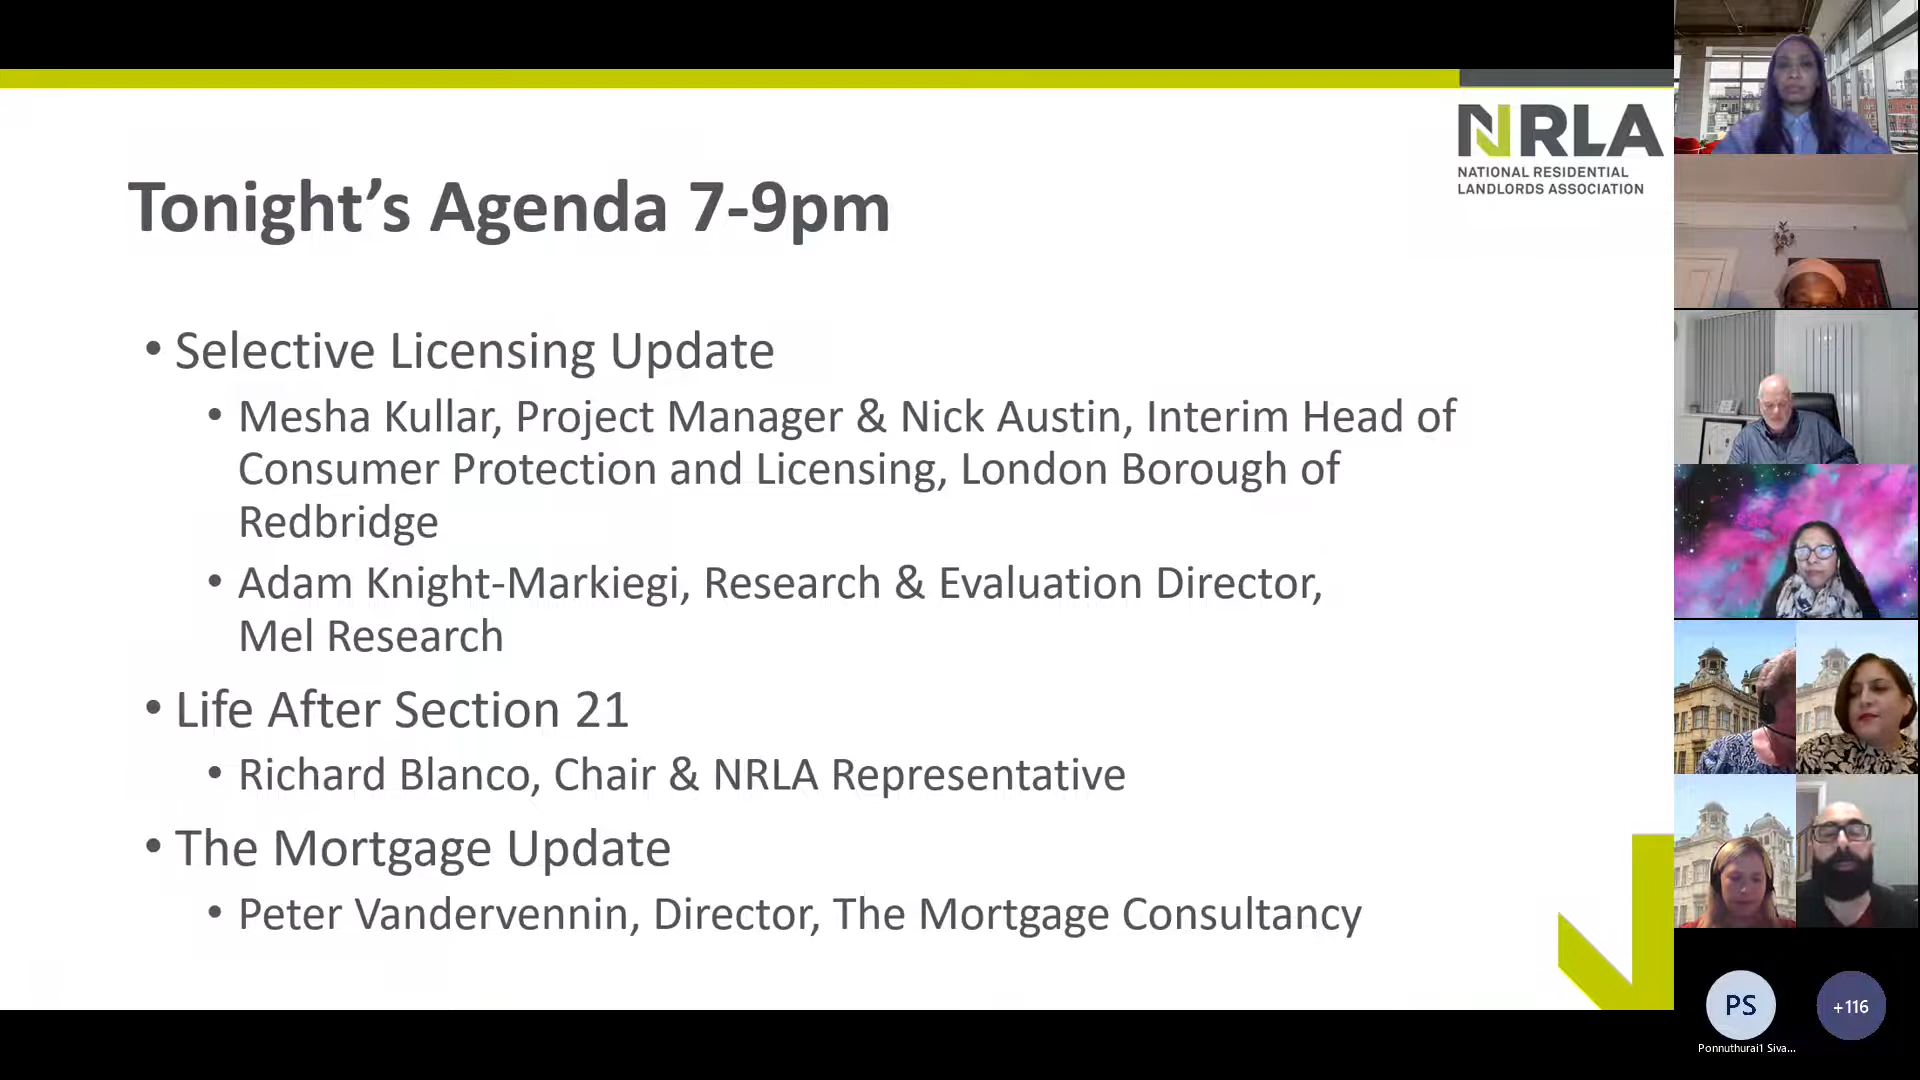 NRLA
NATIONAL RESIDENTIAL
LANDLORDS ASSOCIATION
Tonight’s Agenda 7-9pm
• Selective Licensing Update
• Mesha Kullar, Project Manager & Nick Austin, Interim Head of
Consumer Protection and Licensing, London Borough of
Redbridge
• Adam Knight-Markiegi, Research & Evaluation Director,
Mel Research
• Life After Section 21
• Richard Blanco, Chair & NRLA Representative
• The Mortgage Update
• Peter Vandervennin, Director, The Mortgage Consultancy
PS
+116
Ponnuthurai1 Siva...